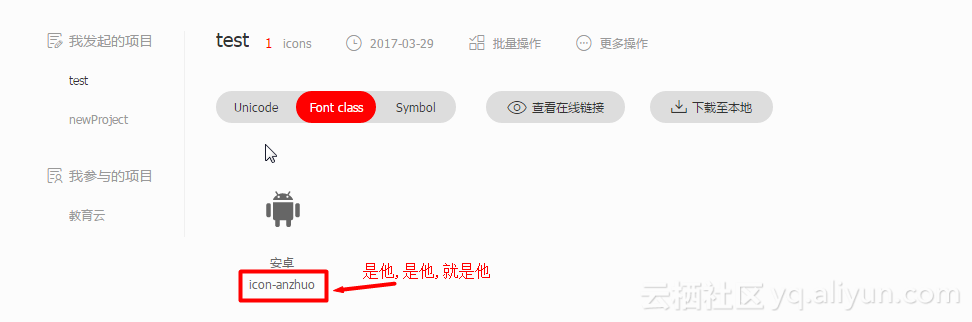 我发起的项目
test
newProject
我参与的项目
教育云
test 1 icons 2017-03-29 批量操作 更多操作
Unicode Font class Symbol 查看在线链接 下载至本地
安卓
icon-anzhuo
是他,是他,就是他
云栖社区 yq.aliyun.com